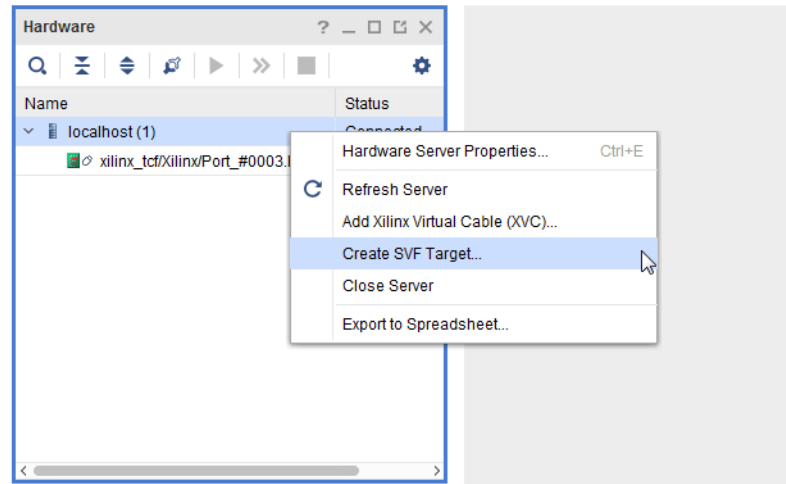 Hardware
Name Status
localhost (1) Connected
xilinx_tcf/Xilinx/Port_#0003.
Hardware Server Properties... Ctrl+E
Refresh Server
Add Xilinx Virtual Cable (XVC)...
Create SVF Target...
Close Server
Export to Spreadsheet...